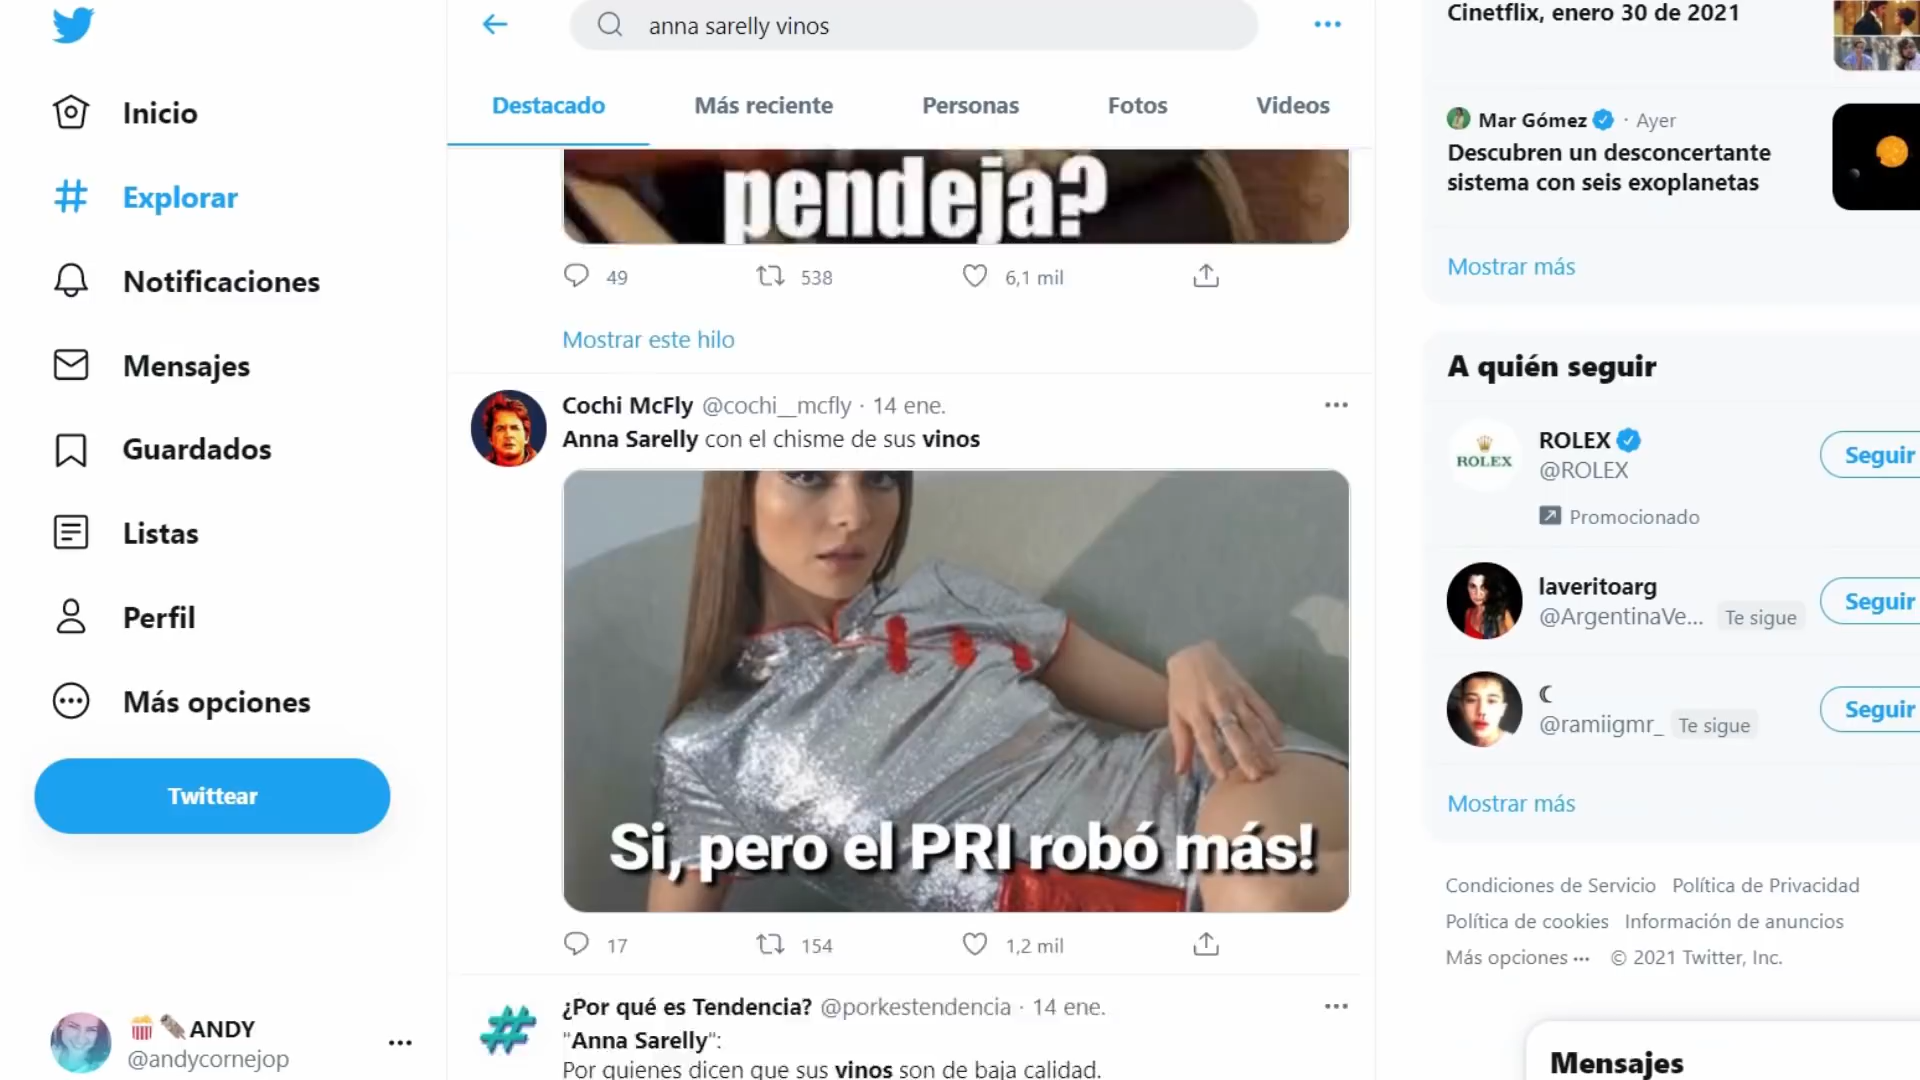 Inicio
Explorar
Notificaciones
Mensajes
Guardados
Listas
Perfil
Más opciones
Twittear
ANDY
@andycornejop
anna sarelly vinos
Destacado Más reciente Personas Fotos Videos
pendeja?
49 538 6,1 mil
Mostrar este hilo
Cochi McFly @cochi__mcfly · 14 ene.
Anna Sarelly con el chisme de sus vinos
Si, pero el PRI robó más!
17 154 1,2 mil
¿Por qué es Tendencia? @porkestendencia · 14 ene.
"Anna Sarelly":
Por quienes dicen que sus vinos son de baja calidad.
Cinetflix, enero 30 de 2021
Mar Gómez · Ayer
Descubren un desconcertante
sistema con seis exoplanetas
Mostrar más
A quién seguir
ROLEX
ROLEX
@ROLEX
Seguir
Promocionado
laveritoarg
@ArgentinaVe... Te sigue
Seguir
@ramiigmr_ Te sigue
Seguir
Mostrar más
Condiciones de Servicio Política de Privacidad
Política de cookies Información de anuncios
Más opciones ··· © 2021 Twitter, Inc.
Mensajes